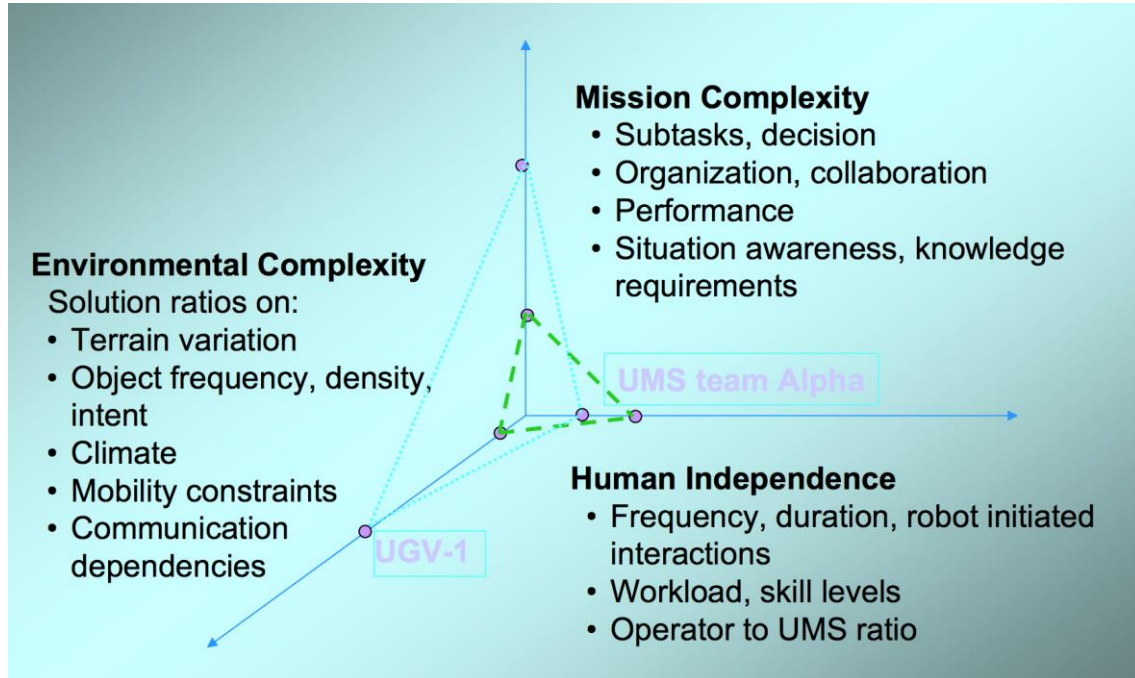 Mission Complexity
• Subtasks, decision
• Organization, collaboration
• Performance
• Situation awareness, knowledge
requirements
Environmental Complexity
Solution ratios on:
• Terrain variation
• Object frequency, density,
intent
• Climate
• Mobility constraints
• Communication
dependencies
UMS team Alpha
UGV-1
Human Independence
• Frequency, duration, robot initiated
interactions
• Workload, skill levels
• Operator to UMS ratio